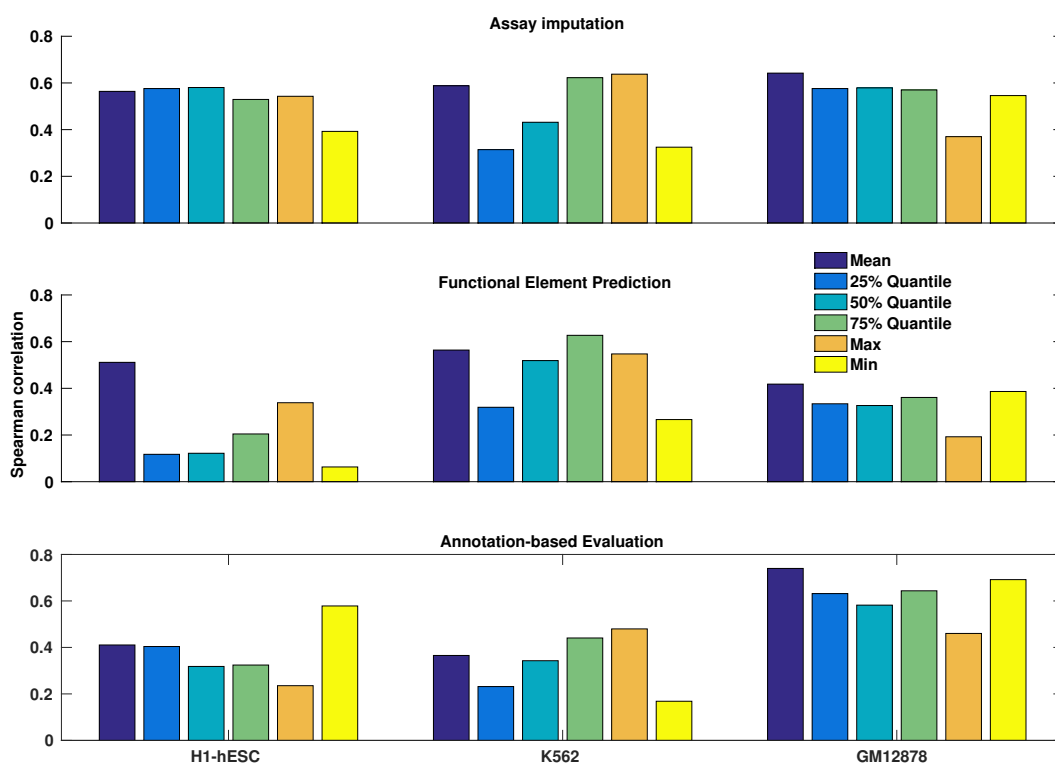 Assay imputation
0.8
0.6
0.4
0.2
0
Functional Element Prediction
0.8
0.6
0.4
0.2
0
Spearman correlation
Mean
25% Quantile
50% Quantile
75% Quantile
Max
Min
Annotation-based Evaluation
0.8
0.6
0.4
0.2
0
H1-hESC K562 GM12878